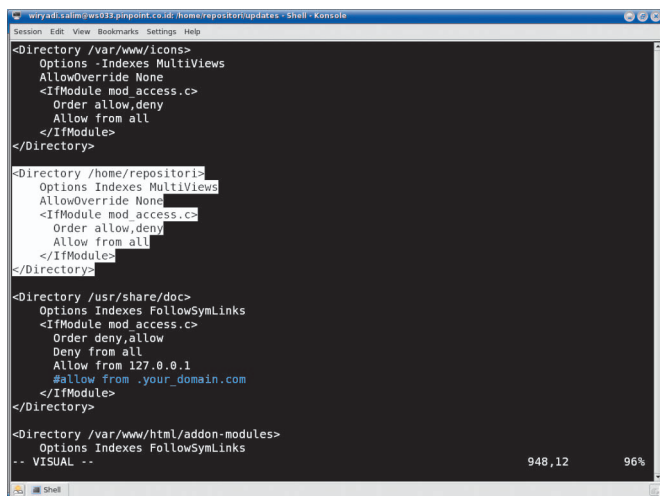 wiryadi.salim@ws033.pinpoint.co.id: /home/repositori/updates - Shell - Konsole
Session Edit View Bookmarks Settings Help
<Directory /var/www/icons>
    Options -Indexes MultiViews
    AllowOverride None
    <IfModule mod_access.c>
      Order allow,deny
      Allow from all
    </IfModule>
</Directory>

<Directory /home/repositori>
    Options Indexes MultiViews
    AllowOverride None
    <IfModule mod_access.c>
      Order allow,deny
      Allow from all
    </IfModule>
</Directory>

<Directory /usr/share/doc>
    Options Indexes FollowSymLinks
    <IfModule mod_access.c>
      Order deny,allow
      Deny from all
      Allow from 127.0.0.1
      #allow from .your_domain.com
    </IfModule>
</Directory>

<Directory /var/www/html/addon-modules>
    Options Indexes FollowSymLinks
-- VISUAL -- 948,12 96%
Shell